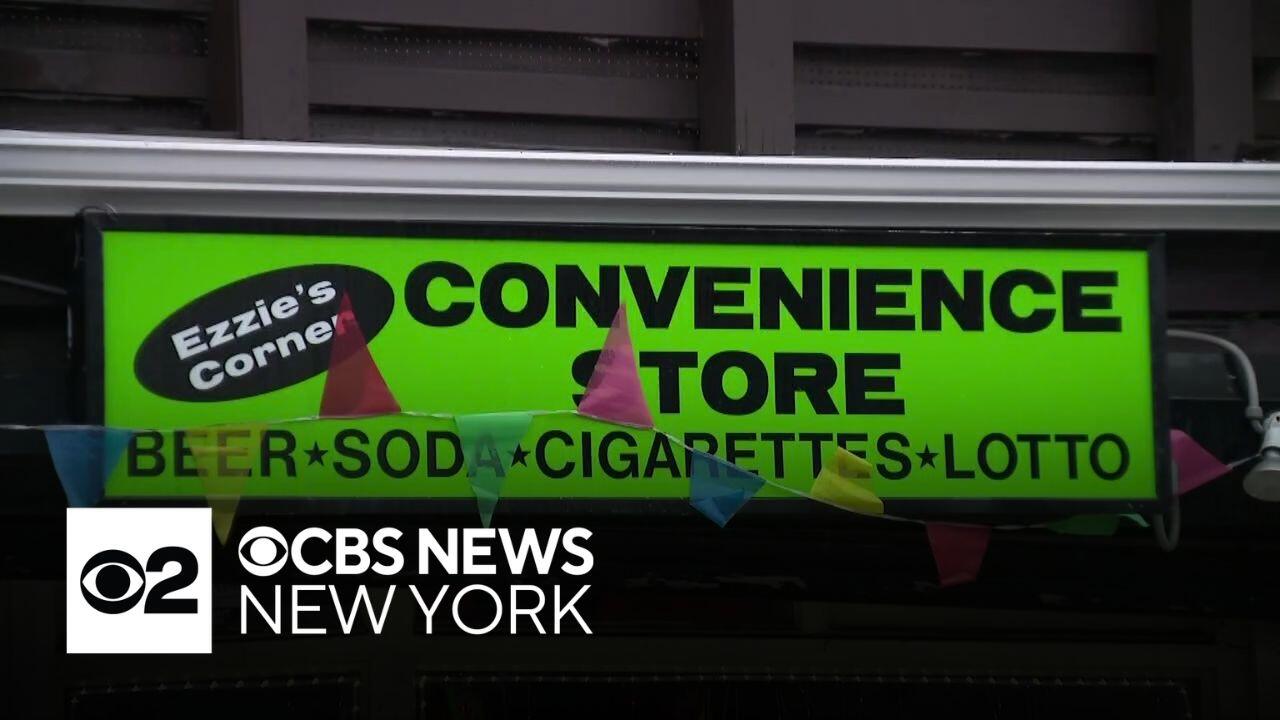 Ezzie's
Corner
CONVENIENCE
STORE
BEER★SODA★CIGARETTES★LOTTO
2
CBS NEWS
NEW YORK